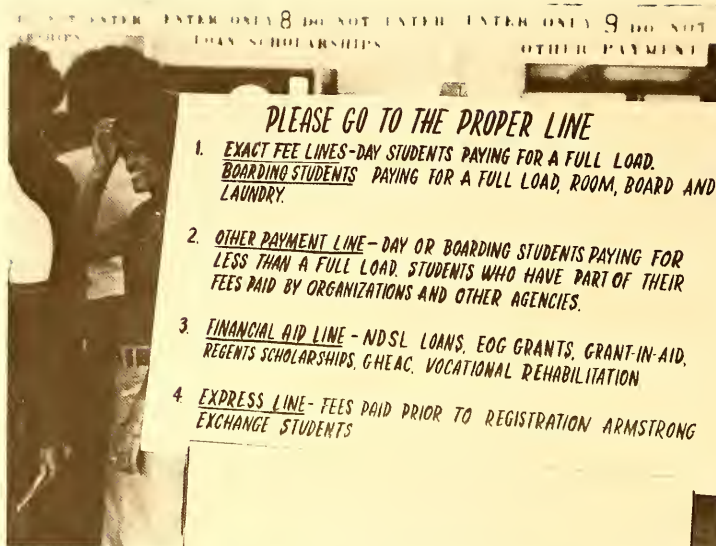 ENTER ENTER ONLY 8 DO NOT ENTER ENTER ONLY 9 DO NOT
LOAN SCHOLARSHIPS OTHER PAYMENT
PLEASE GO TO THE PROPER LINE
1. EXACT FEE LINES-DAY STUDENTS PAYING FOR A FULL LOAD.
BOARDING STUDENTS PAYING FOR A FULL LOAD, ROOM, BOARD AND
LAUNDRY.
2. OTHER PAYMENT LINE-DAY OR BOARDING STUDENTS PAYING FOR
LESS THAN A FULL LOAD. STUDENTS WHO HAVE PART OF THEIR
FEES PAID BY ORGANIZATIONS AND OTHER AGENCIES.
3. FINANCIAL AID LINE-NDSL LOANS, EOG GRANTS, GRANT-IN-AID,
REGENTS SCHOLARSHIPS, GHEAC, VOCATIONAL REHABILITATION
4. EXPRESS LINE-FEES PAID PRIOR TO REGISTRATION ARMSTRONG
EXCHANGE STUDENTS